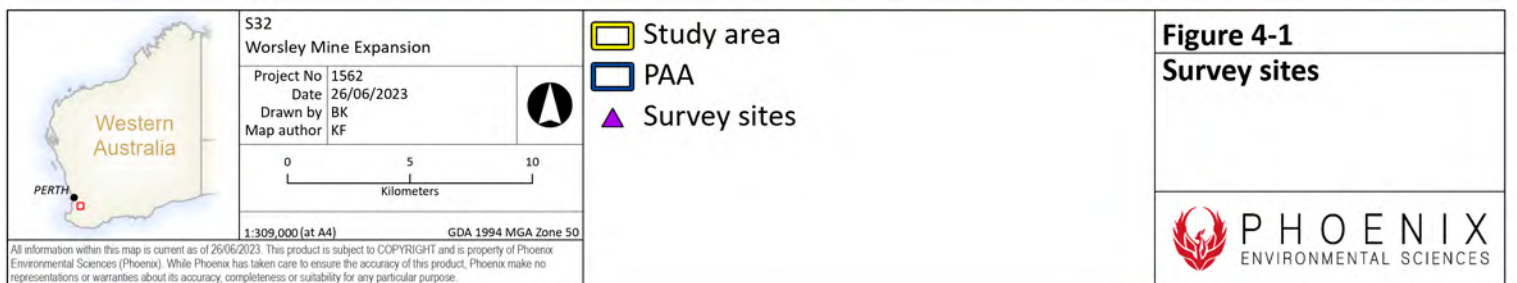 Western
Australia
PERTH
S32
Worsley Mine Expansion
Project No 1562
Date 26/06/2023
Drawn by BK
Map author KF
0 5 10
Kilometers
1:309,000 (at A4) GDA 1994 MGA Zone 50
All information within this map is current as of 26/06/2023. This product is subject to COPYRIGHT and is property of Phoenix
Environmental Sciences (Phoenix). While Phoenix has taken care to ensure the accuracy of this product, Phoenix make no
representations or warranties about its accuracy, completeness or suitability for any particular purpose.
Study area
PAA
Survey sites
Figure 4-1
Survey sites
PHOENIX
ENVIRONMENTAL SCIENCES